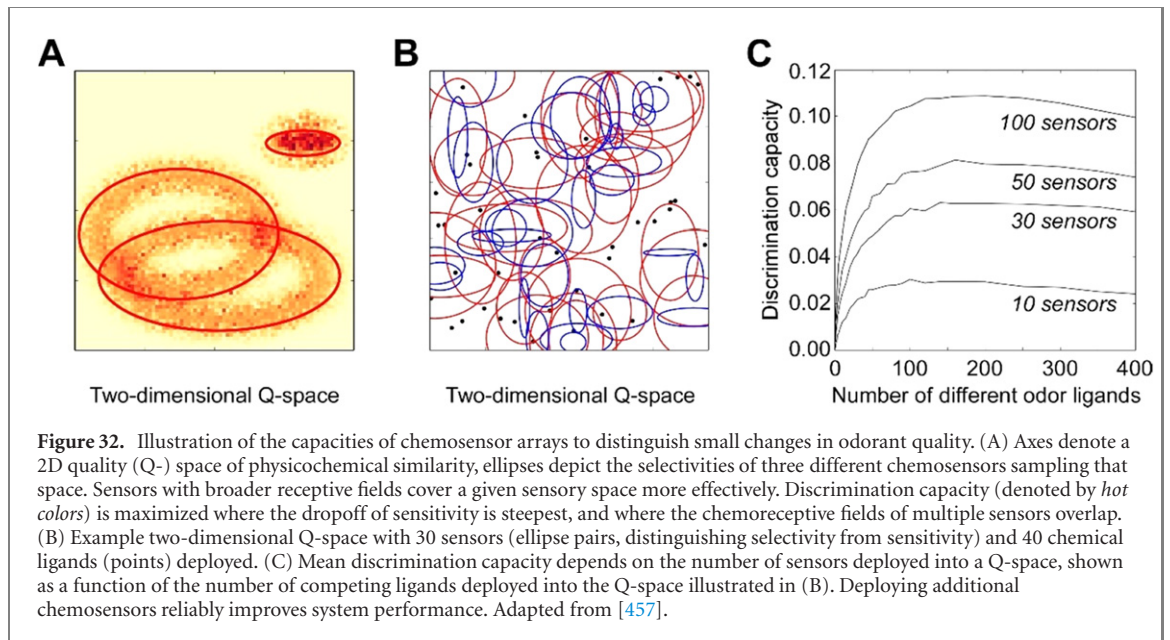 A
B
C
Two-dimensional Q-space
Two-dimensional Q-space
Discrimination capacity
0.12
0.10
0.08
0.06
0.04
0.02
0.00
100 sensors
50 sensors
30 sensors
10 sensors
0 100 200 300 400
Number of different odor ligands
Figure 32. Illustration of the capacities of chemosensor arrays to distinguish small changes in odorant quality. (A) Axes denote a
2D quality (Q-) space of physicochemical similarity, ellipses depict the selectivities of three different chemosensors sampling that
space. Sensors with broader receptive fields cover a given sensory space more effectively. Discrimination capacity (denoted by hot
colors) is maximized where the dropoff of sensitivity is steepest, and where the chemoreceptive fields of multiple sensors overlap.
(B) Example two-dimensional Q-space with 30 sensors (ellipse pairs, distinguishing selectivity from sensitivity) and 40 chemical
ligands (points) deployed. (C) Mean discrimination capacity depends on the number of sensors deployed into a Q-space, shown
as a function of the number of competing ligands deployed into the Q-space illustrated in (B). Deploying additional
chemosensors reliably improves system performance. Adapted from [457].